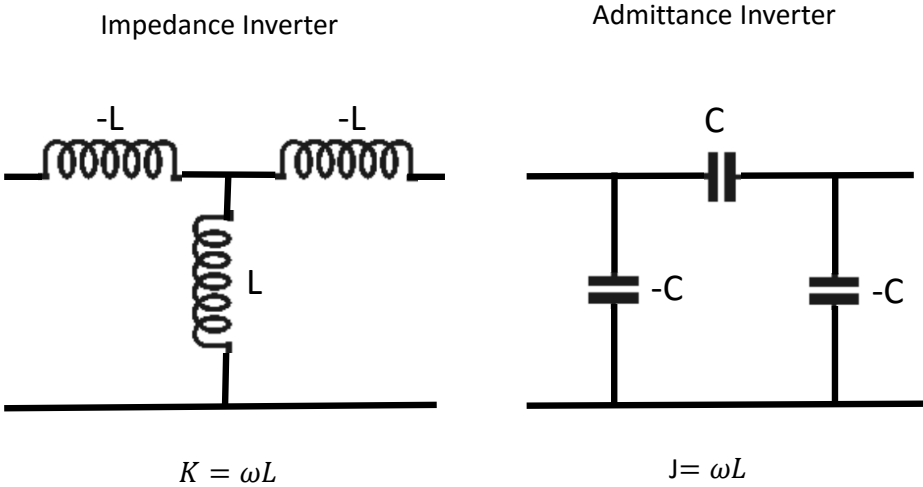 Impedance Inverter
Admittance Inverter
-L
-L
C
L
-C
-C
K = ωL
J= ωL